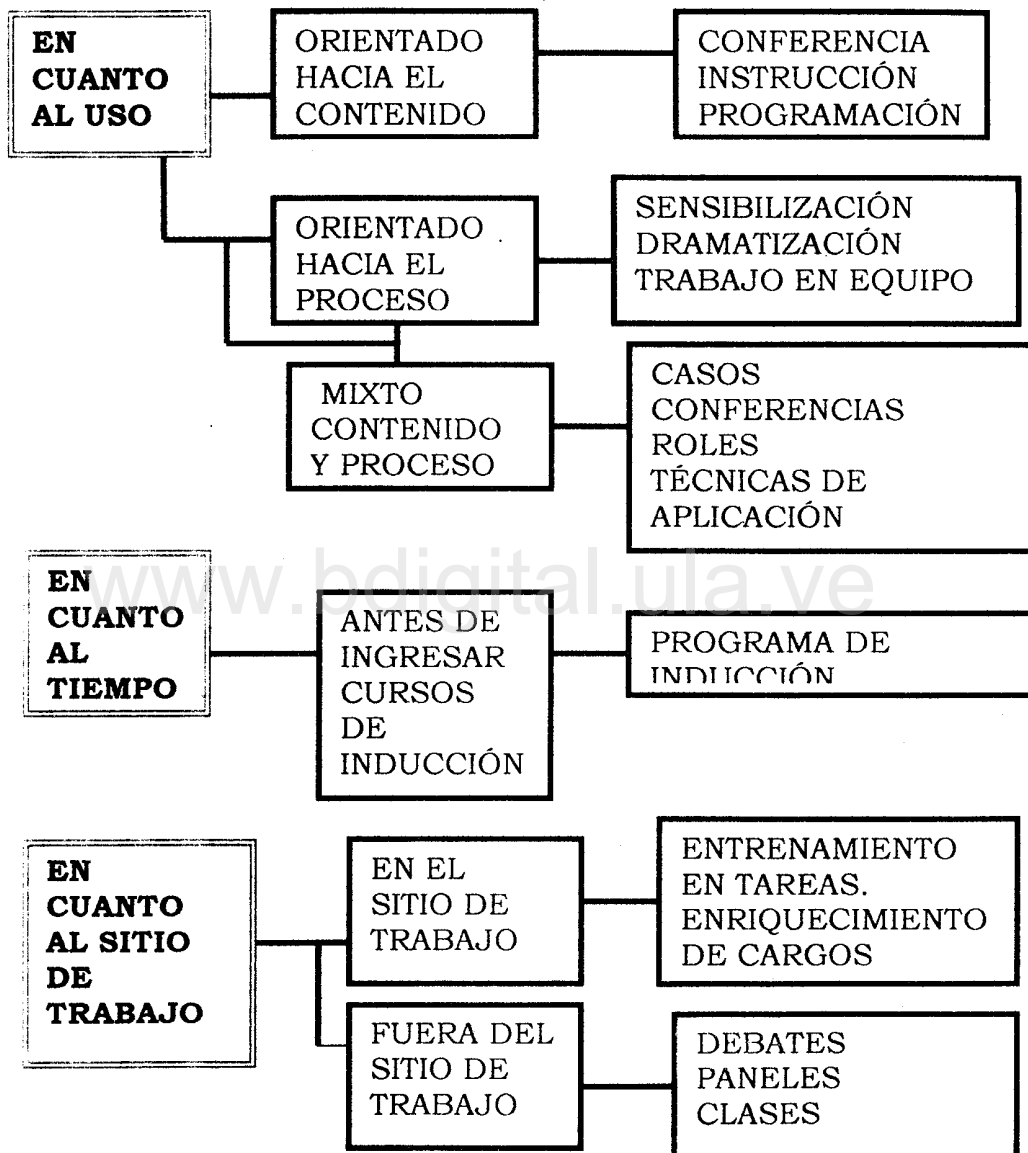 EN
CUANTO
AL USO
ORIENTADO
HACIA EL
CONTENIDO
CONFERENCIA
INSTRUCCIÓN
PROGRAMACIÓN
ORIENTADO
HACIA EL
PROCESO
SENSIBILIZACIÓN
DRAMATIZACIÓN
TRABAJO EN EQUIPO
MIXTO
CONTENIDO
Y PROCESO
CASOS
CONFERENCIAS
ROLES
TÉCNICAS DE
APLICACIÓN
www.bdigital.ula.ve
EN
CUANTO
AL
TIEMPO
ANTES DE
INGRESAR
CURSOS
DE
INDUCCIÓN
PROGRAMA DE
INDUCCIÓN
EN
CUANTO
AL SITIO
DE
TRABAJO
EN EL
SITIO DE
TRABAJO
ENTRENAMIENTO
EN TAREAS.
ENRIQUECIMIENTO
DE CARGOS
FUERA DEL
SITIO DE
TRABAJO
DEBATES
PANELES
CLASES